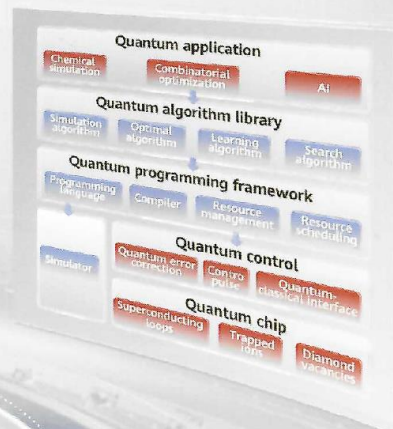 Quantum application
Chemical
simulation
Combinatorial
optimization
AI
Quantum algorithm library
Simulation
algorithm
Optimal
algorithm
Learning
algorithm
Search
algorithm
Quantum programming framework
Programming
language
Compiler
Resource
management
Resource
scheduling
Simulator
Quantum control
Quantum error
correction
Contro
pulse
Quantum-
classical interface
Quantum chip
Superconducting
loops
Trapped
ions
Diamond
vacancies